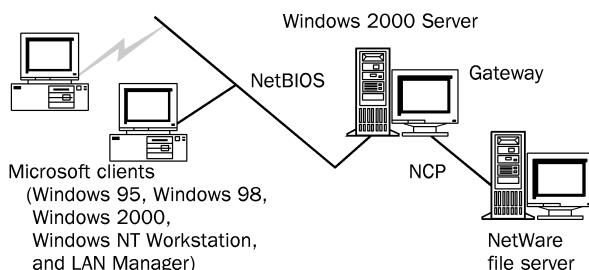 Windows 2000 Server
NetBIOS
Gateway
Microsoft clients
(Windows 95, Windows 98,
Windows 2000,
Windows NT Workstation,
and LAN Manager)
NCP
NetWare
file server